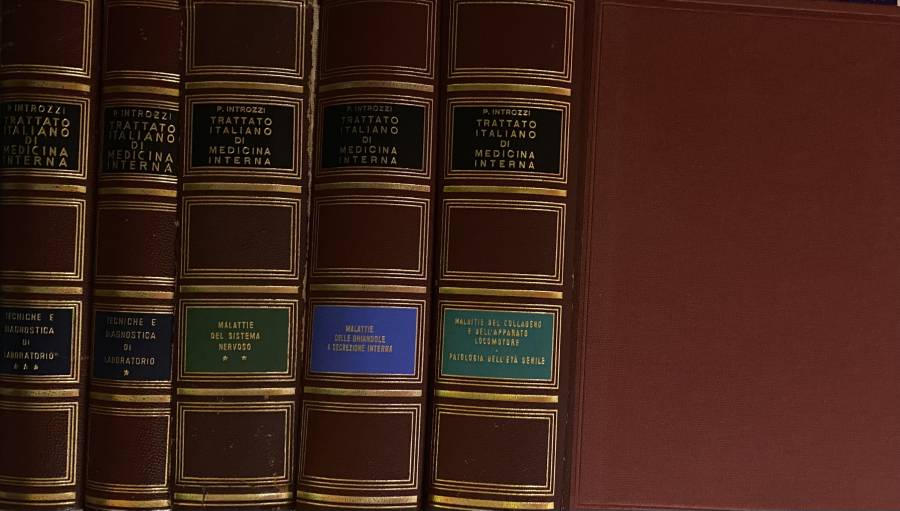 P. INTROZZI
TRATTATO
ITALIANO
DI
MEDICINA
INTERNA
TECNICHE E
DIAGNOSTICA
DI
LABORATORIO
***
P. INTROZZI
TRATTATO
ITALIANO
DI
MEDICINA
INTERNA
TECNICHE E
DIAGNOSTICA
DI
LABORATORIO
*
P. INTROZZI
TRATTATO
ITALIANO
DI
MEDICINA
INTERNA
MALATTIE
DEL SISTEMA
NERVOSO
* *
P. INTROZZI
TRATTATO
ITALIANO
DI
MEDICINA
INTERNA
MALATTIE
DELLE GHIANDOLE
A SECREZIONE INTERNA
P. INTROZZI
TRATTATO
ITALIANO
DI
MEDICINA
INTERNA
MALATTIE DEL COLLAGENO
E DELL'APPARATO
LOCOMOTORE
-
PATOLOGIA DELL'ETÀ SENILE